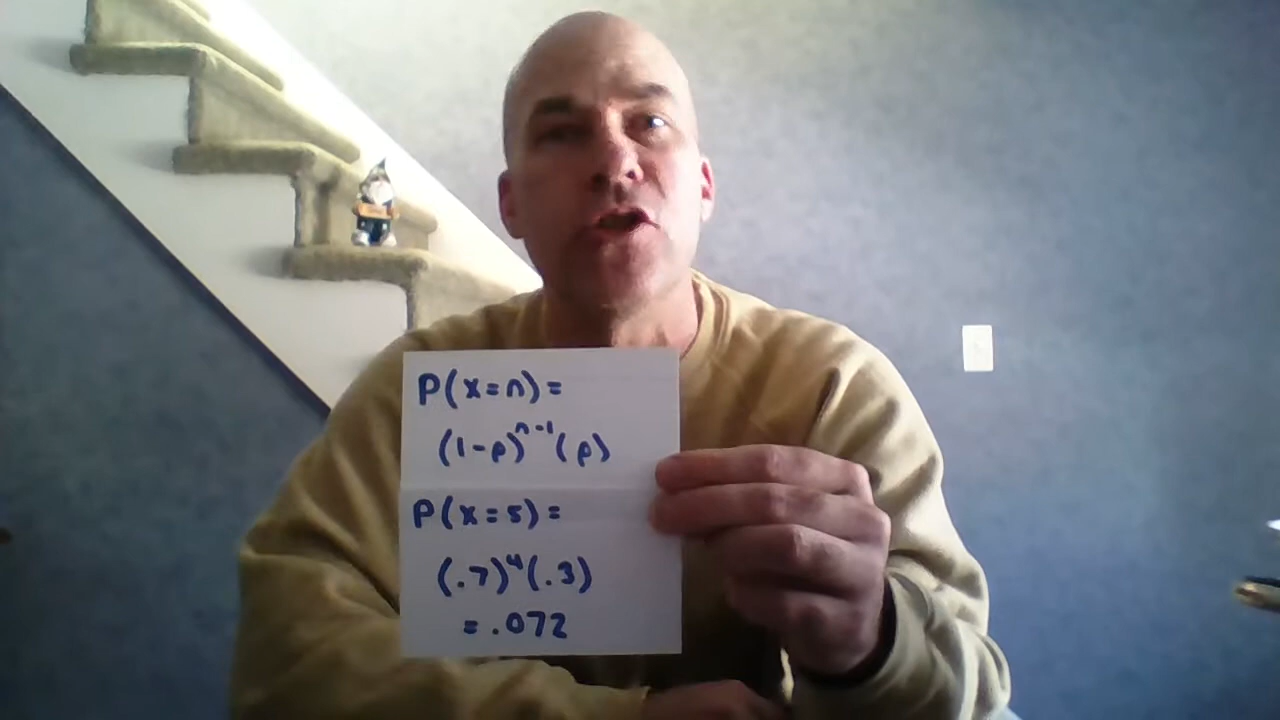 P(x=n)=
(1-p)ⁿ⁻¹(p)
P(x=5)=
(.7)⁴(.3)
=.072